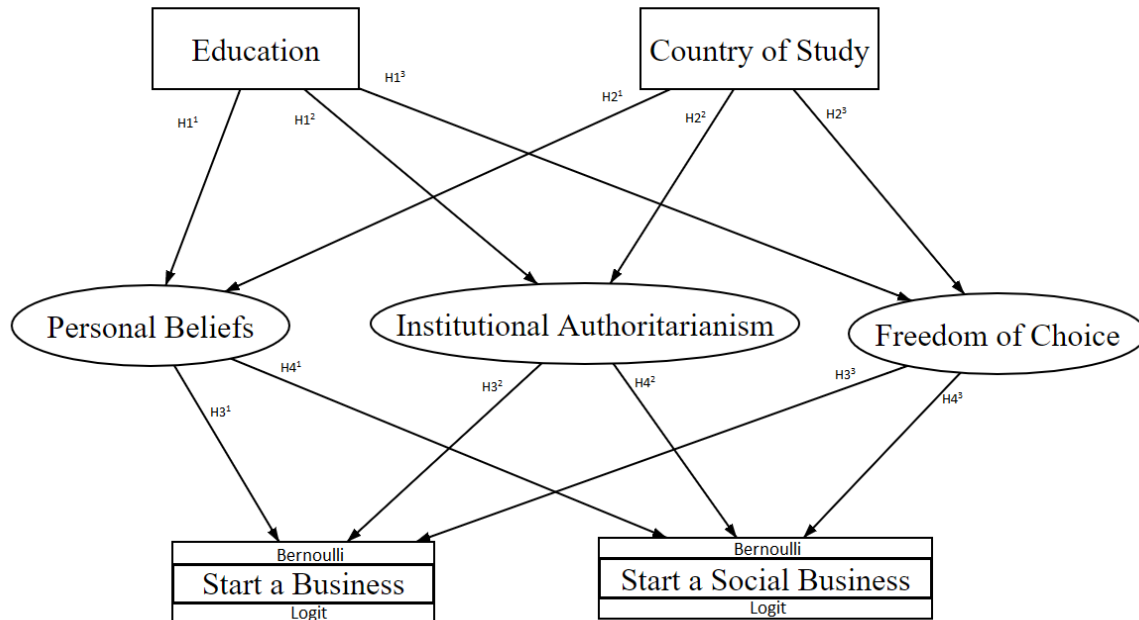 Education
Country of Study
H1³
H2¹
H1¹
H1²
H2²
H2³
Personal Beliefs
Institutional Authoritarianism
Freedom of Choice
H4¹
H3²
H4²
H3³
H3¹
H4³
Bernoulli
Start a Business
Logit
Bernoulli
Start a Social Business
Logit